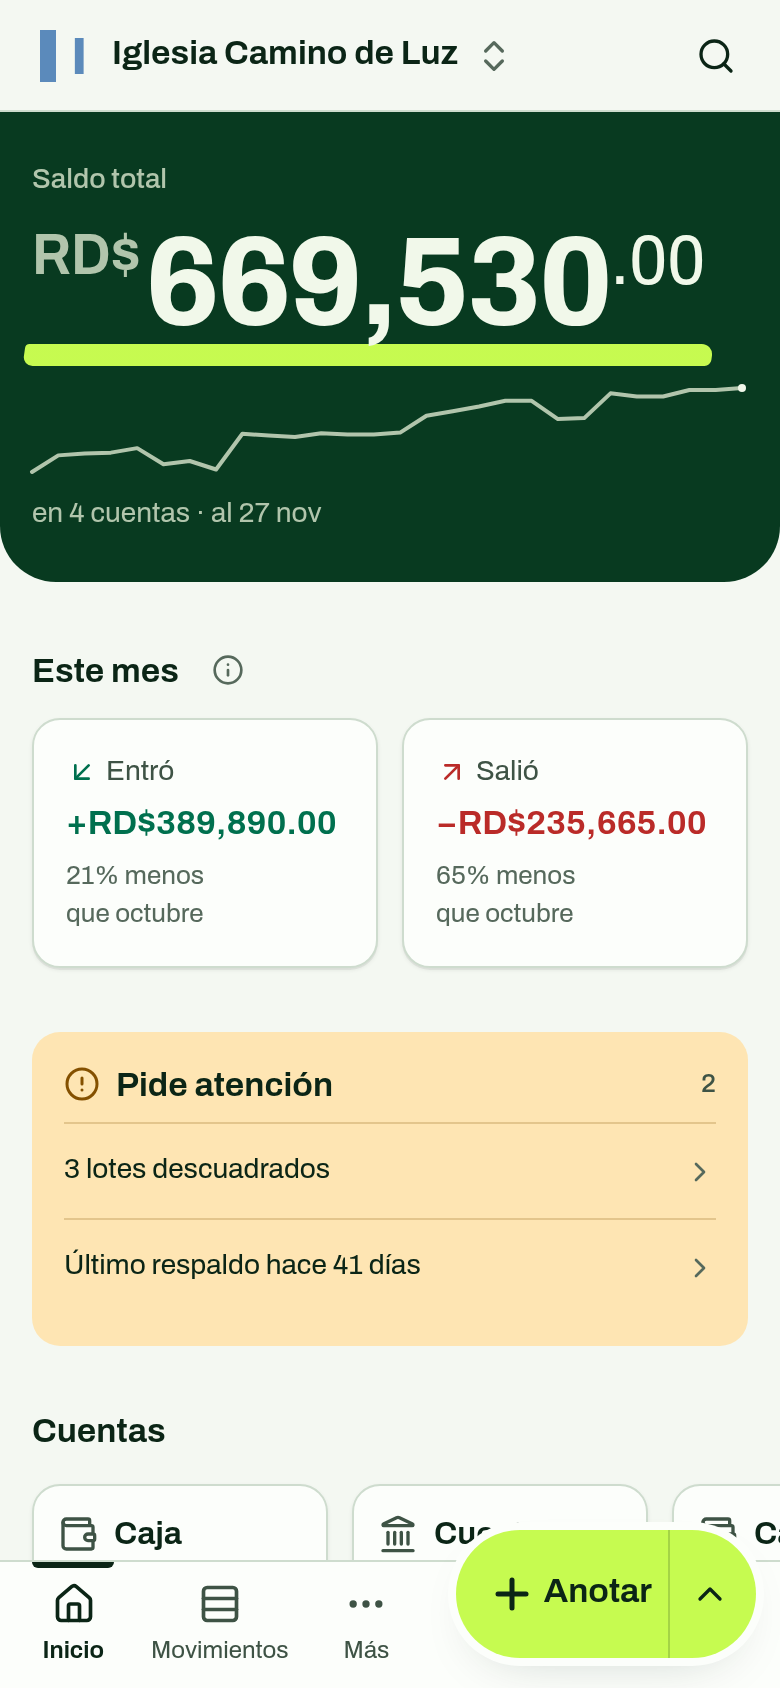 Iglesia Camino de Luz
Saldo total
RD$669,530.00
en 4 cuentas · al 27 nov
Este mes
Entró
+RD$389,890.00
21% menos
que octubre
Salió
−RD$235,665.00
65% menos
que octubre
Pide atención
2
3 lotes descuadrados
Último respaldo hace 41 días
Cuentas
Caja
Inicio
Movimientos
Más
Anotar